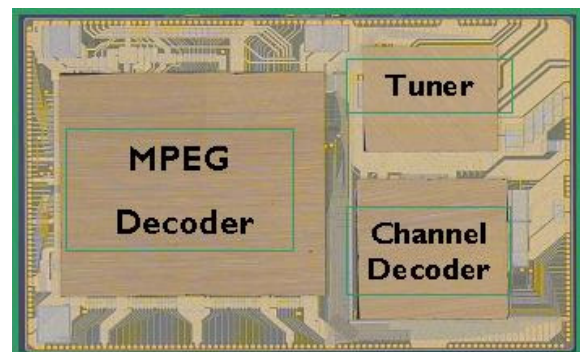 MPEG
Decoder
Tuner
Channel
Decoder